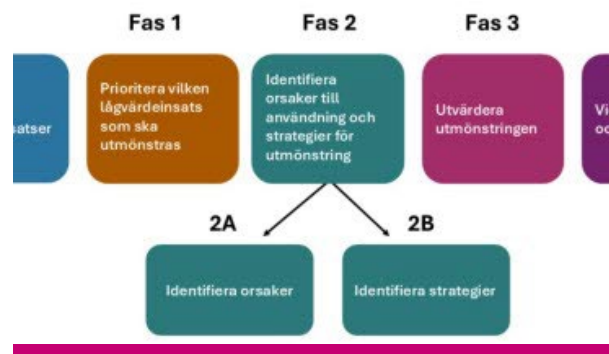 Fas 1
Fas 2
Fas 3
satser
Prioritera vilken
lågvärdeinsats
som ska
utmönstras
Identifiera
orsaker till
användning och
strategier för
utmönstring
Utvärdera
utmönstringen
Vi
oc
2A
2B
Identifiera orsaker
Identifiera strategier